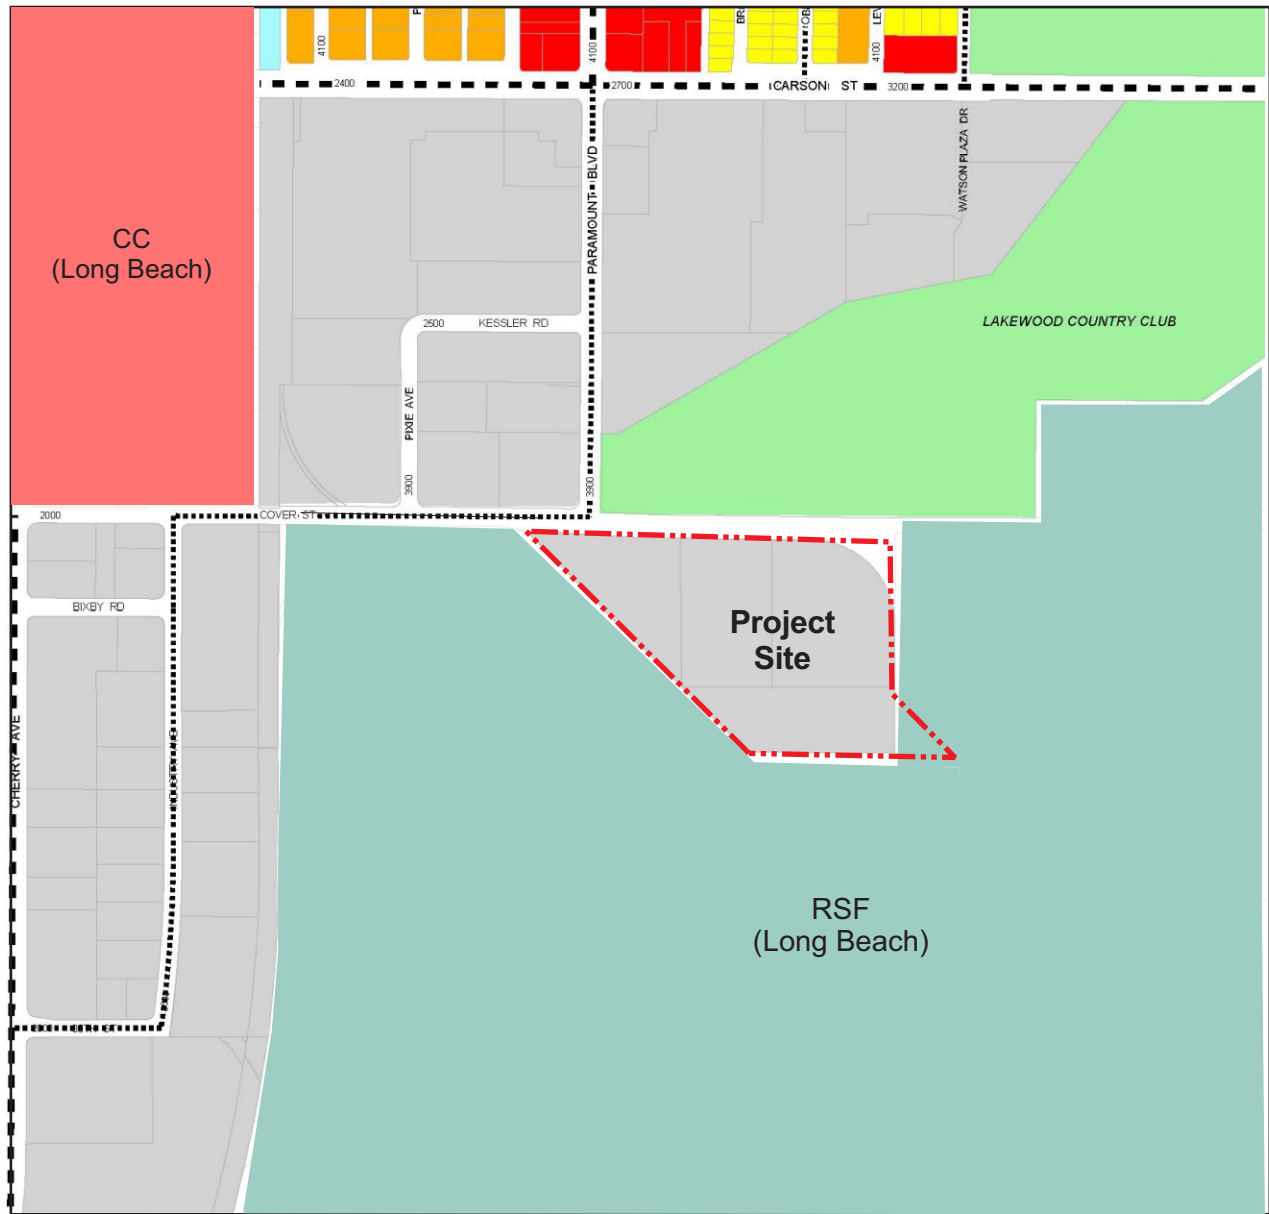 4100
4100
4100
2400
2700
CARSON ST
3200
WATSON PLAZA DR
PARAMOUNT BLVD
CC
(Long Beach)
2500
KESSLER RD
LAKEWOOD COUNTRY CLUB
PIXIE AVE
3900
3900
2000
COVER ST
BIXBY RD
Project
Site
CHERRY AVE
RSF
(Long Beach)